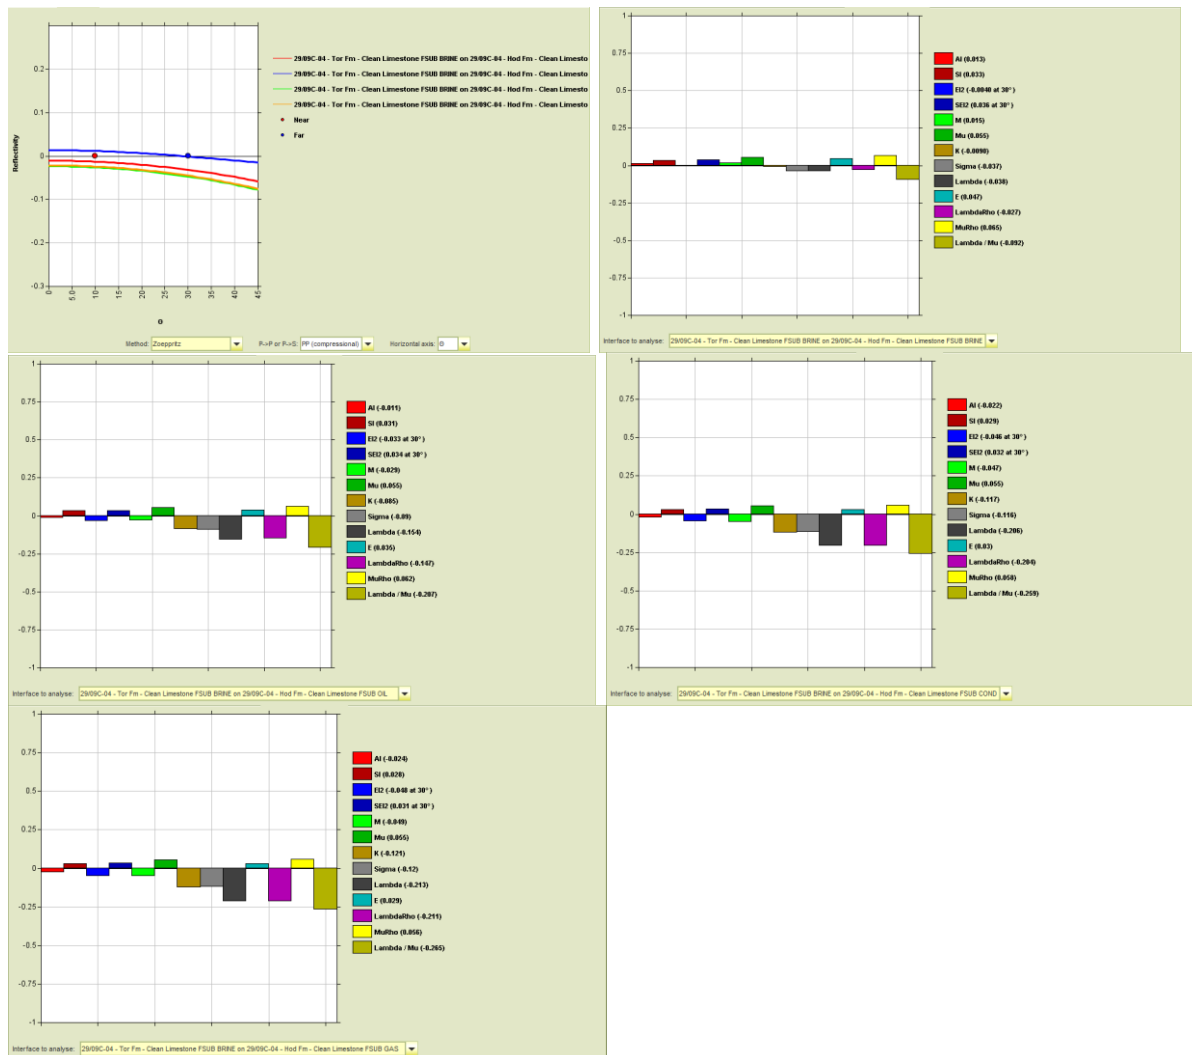 29/09C-04 - Tor Fm - Clean Limestone FSUB BRINE on 29/09C-04 - Hod Fm - Clean Limesto
29/09C-04 - Tor Fm - Clean Limestone FSUB BRINE on 29/09C-04 - Hod Fm - Clean Limesto
29/09C-04 - Tor Fm - Clean Limestone FSUB BRINE on 29/09C-04 - Hod Fm - Clean Limesto
29/09C-04 - Tor Fm - Clean Limestone FSUB BRINE on 29/09C-04 - Hod Fm - Clean Limesto
Near
Far
Reflectivity
0.2
0.1
0
-0.1
-0.2
-0.3
0 5.0 10 15 20 25 30 35 40 45
Θ
Method: Zoeppritz P->P or P->S: PP (compressional) Horizontal axis: Θ
1
0.75
0.5
0.25
0
-0.25
-0.5
-0.75
-1
AI (0.013)
SI (0.033)
EI2 (-0.0040 at 30°)
SEI2 (0.036 at 30°)
M (0.015)
Mu (0.055)
K (-0.0098)
Sigma (-0.037)
Lambda (-0.038)
E (0.047)
LambdaRho (-0.027)
MuRho (0.065)
Lambda / Mu (-0.092)
Interface to analyse: 29/09C-04 - Tor Fm - Clean Limestone FSUB BRINE on 29/09C-04 - Hod Fm - Clean Limestone FSUB BRINE
1
0.75
0.5
0.25
0
-0.25
-0.5
-0.75
-1
AI (-0.011)
SI (0.031)
EI2 (-0.033 at 30°)
SEI2 (0.034 at 30°)
M (-0.029)
Mu (0.055)
K (-0.085)
Sigma (-0.09)
Lambda (-0.154)
E (0.035)
LambdaRho (-0.147)
MuRho (0.062)
Lambda / Mu (-0.207)
Interface to analyse: 29/09C-04 - Tor Fm - Clean Limestone FSUB BRINE on 29/09C-04 - Hod Fm - Clean Limestone FSUB OIL
1
0.75
0.5
0.25
0
-0.25
-0.5
-0.75
-1
AI (-0.022)
SI (0.029)
EI2 (-0.046 at 30°)
SEI2 (0.032 at 30°)
M (-0.047)
Mu (0.055)
K (-0.117)
Sigma (-0.116)
Lambda (-0.206)
E (0.03)
LambdaRho (-0.204)
MuRho (0.058)
Lambda / Mu (-0.259)
Interface to analyse: 29/09C-04 - Tor Fm - Clean Limestone FSUB BRINE on 29/09C-04 - Hod Fm - Clean Limestone FSUB COND
1
0.75
0.5
0.25
0
-0.25
-0.5
-0.75
-1
AI (-0.024)
SI (0.028)
EI2 (-0.048 at 30°)
SEI2 (0.031 at 30°)
M (-0.049)
Mu (0.055)
K (-0.121)
Sigma (-0.12)
Lambda (-0.213)
E (0.029)
LambdaRho (-0.211)
MuRho (0.056)
Lambda / Mu (-0.265)
Interface to analyse: 29/09C-04 - Tor Fm - Clean Limestone FSUB BRINE on 29/09C-04 - Hod Fm - Clean Limestone FSUB GAS